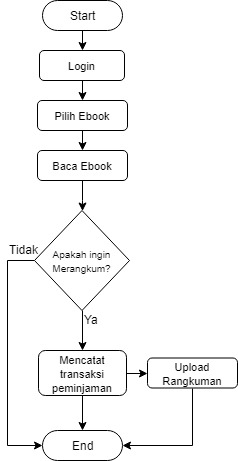 Start
Login
Pilih Ebook
Baca Ebook
Tidak
Apakah ingin
Merangkum?
Ya
Mencatat
transaksi
peminjaman
Upload
Rangkuman
End